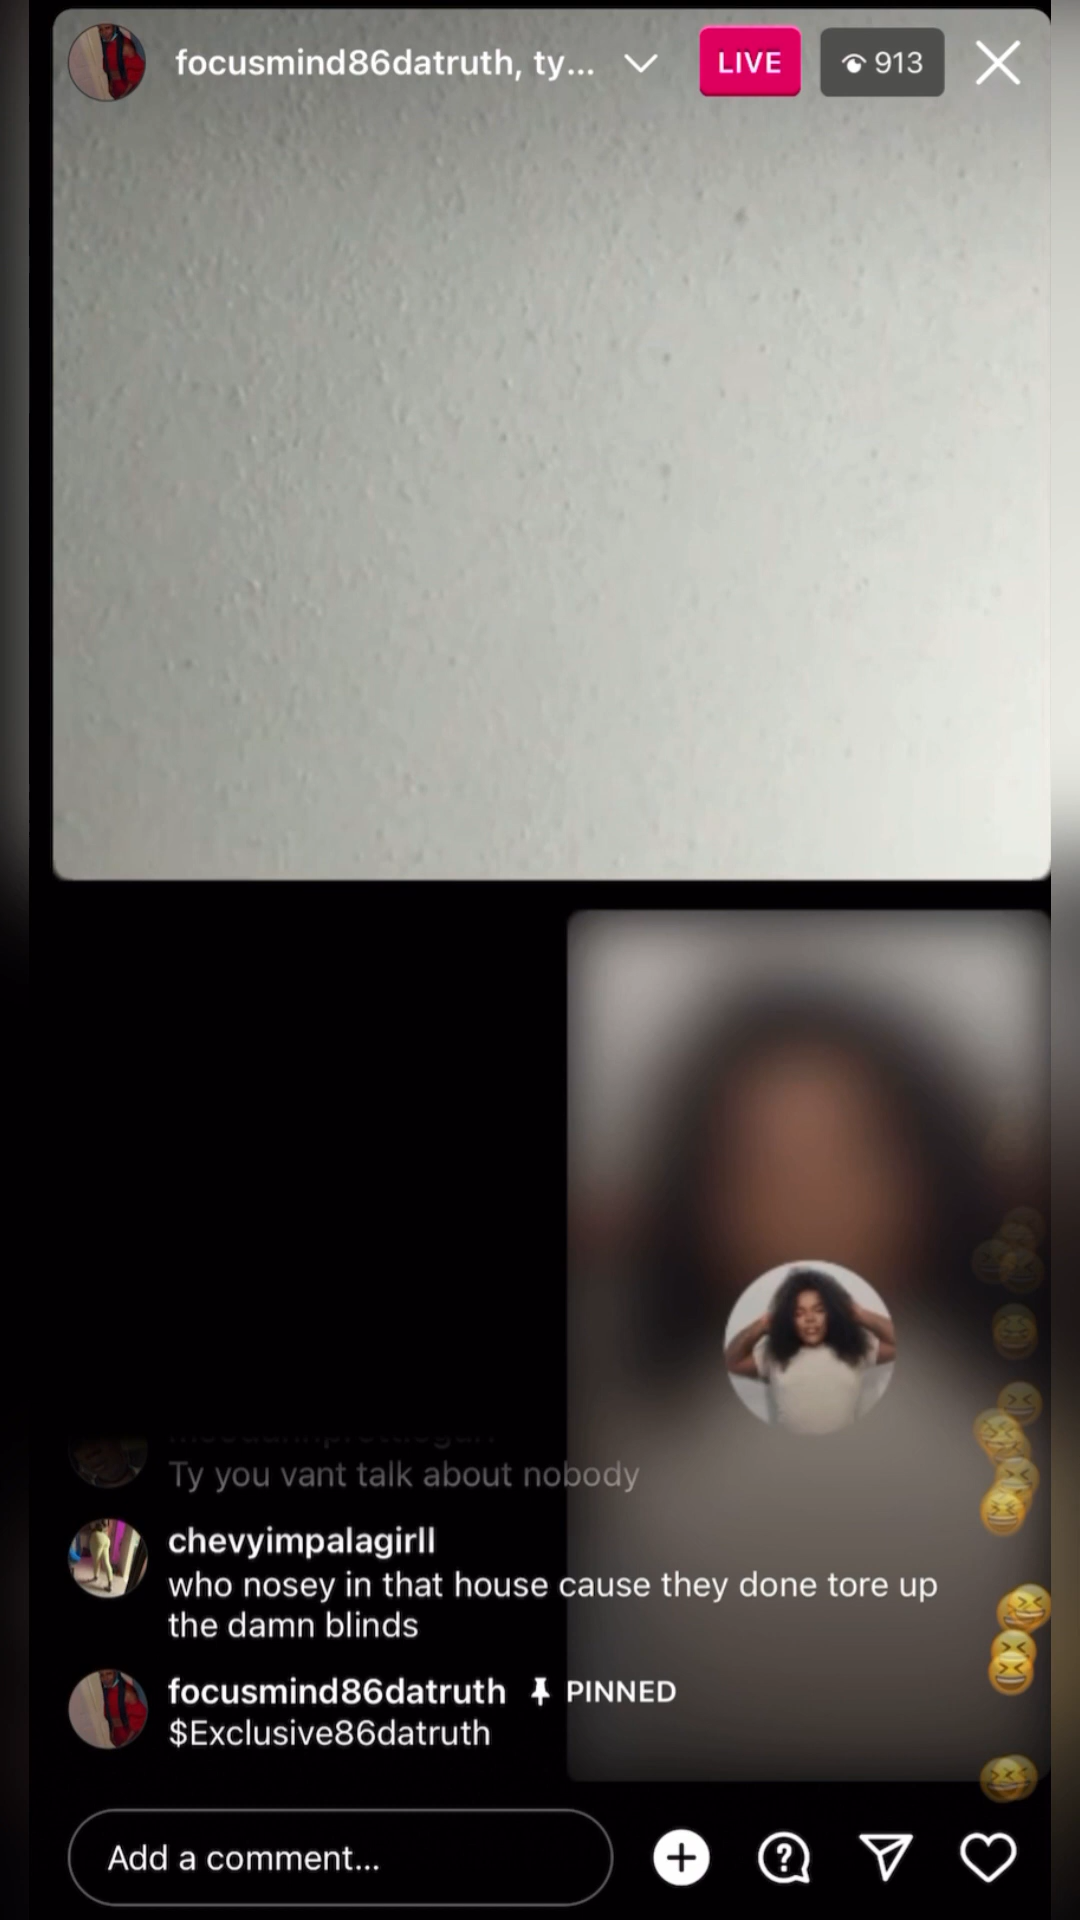 focusmind86datruth, ty...
LIVE
913
Ty you vant talk about nobody
chevyimpalagirll
who nosey in that house cause they done tore up
the damn blinds
focusmind86datruth PINNED
$Exclusive86datruth
Add a comment...